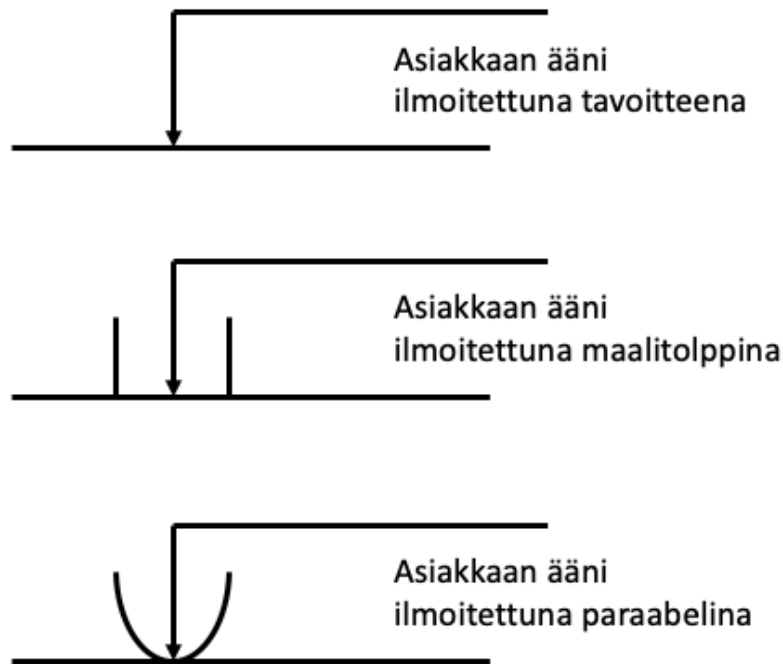 Asiakkaan ääni
ilmoitettuna tavoitteena
Asiakkaan ääni
ilmoitettuna maalitolppina
Asiakkaan ääni
ilmoitettuna paraabelina